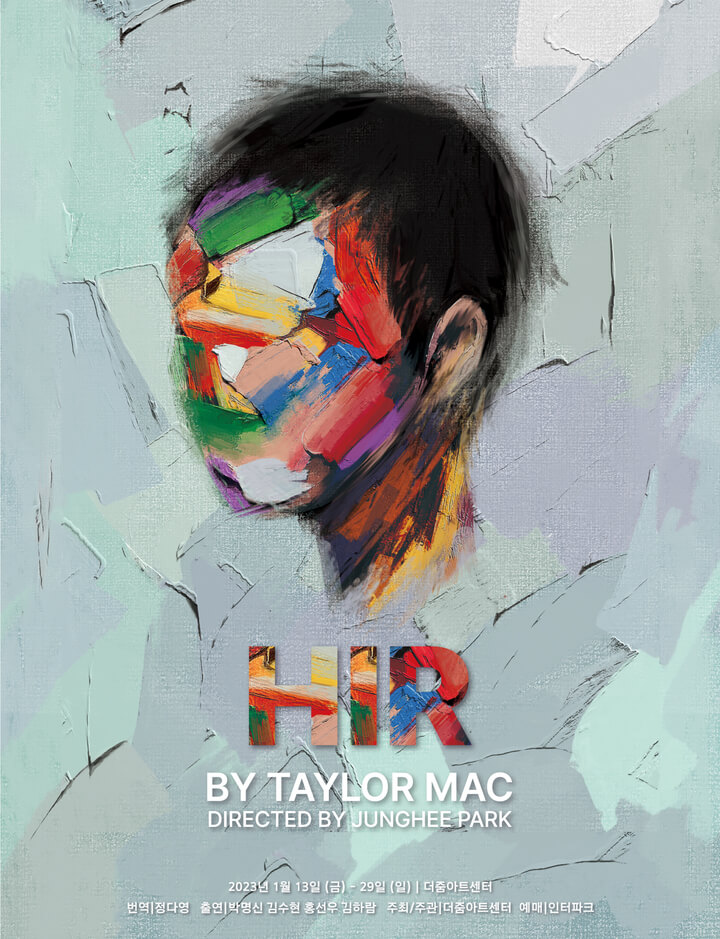 HIR
BY TAYLOR MAC
DIRECTED BY JUNGHEE PARK
2023년 1월 13일 (금) - 29일 (일) | 더줌아트센터
번역|정다영 출연|박명신 김수현 홍선우 김하람 주최/주관|더줌아트센터 예매|인터파크